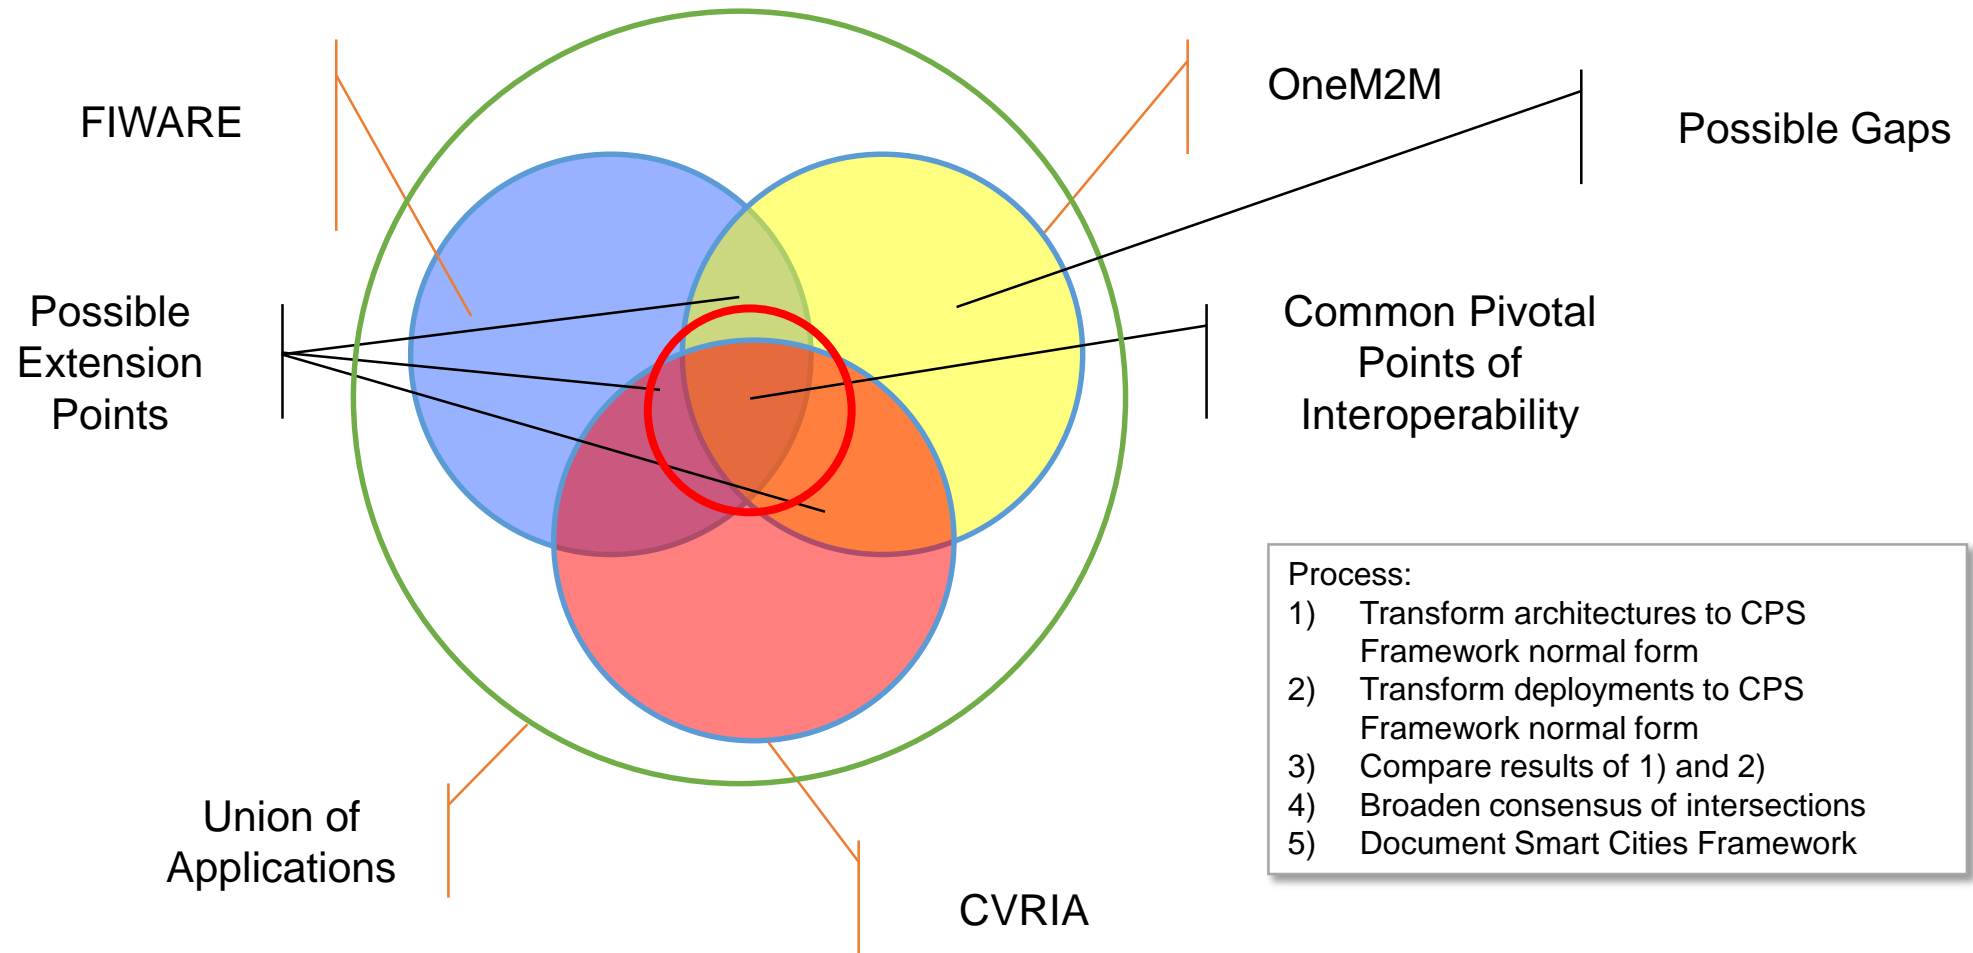 FIWARE
OneM2M
Possible Gaps
Possible
Extension
Points
Common Pivotal
Points of
Interoperability
Union of
Applications
CVRIA
Process:
1) Transform architectures to CPS
Framework normal form
2) Transform deployments to CPS
Framework normal form
3) Compare results of 1) and 2)
4) Broaden consensus of intersections
5) Document Smart Cities Framework